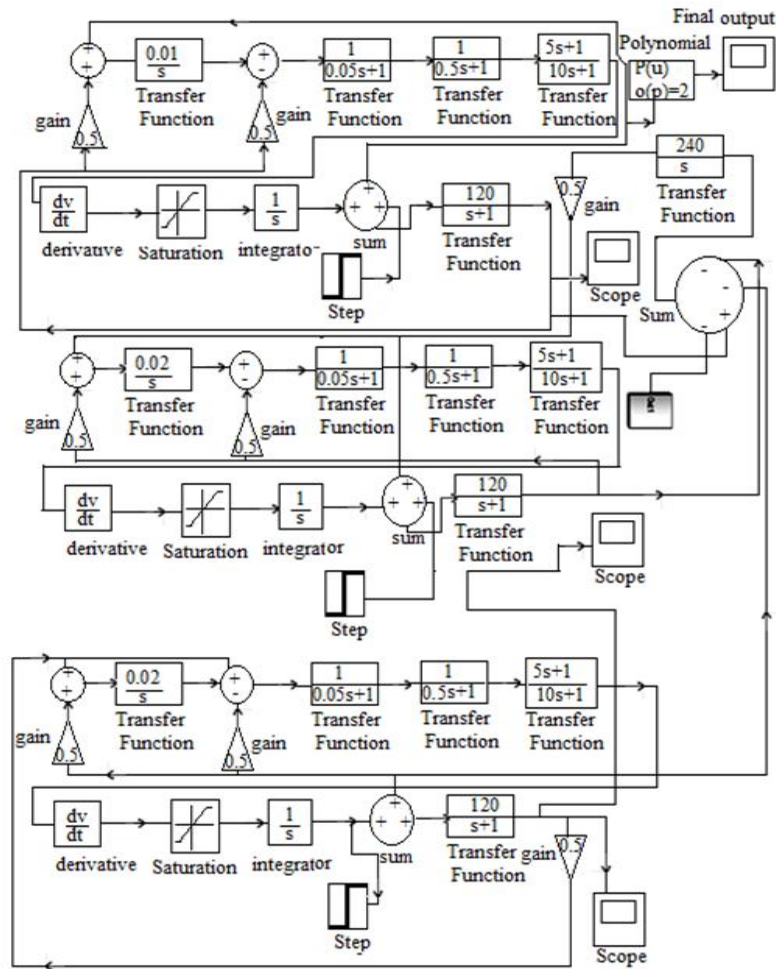 Final output
Polynomial
P(u)
o(p)=2
+
+
0.01
s
Transfer
Function
+
-
1
0.05s+1
Transfer
Function
1
0.5s+1
Transfer
Function
5s+1
10s+1
Transfer
Function
gain
0.5
gain
0.5
240
s
Transfer
Function
0.5
gain
dv
dt
derivative
Saturation
1
s
integrato
+
+
sum
120
s+1
Transfer
Function
Step
Scope
Sum
-
-
-
+
+
+
0.02
s
Transfer
Function
+
-
1
0.05s+1
Transfer
Function
1
0.5s+1
Transfer
Function
5s+1
10s+1
Transfer
Function
gain
0.5
gain
0.5
dv
dt
derivative
Saturation
1
s
integrator
+
+
+
sum
120
s+1
Transfer
Function
Step
Scope
+
+
0.02
s
Transfer
Function
+
-
1
0.05s+1
Transfer
Function
1
0.5s+1
Transfer
Function
5s+1
10s+1
Transfer
Function
gain
0.5
gain
0.5
dv
dt
derivative
Saturation
1
s
integrator
+
+
+
sum
120
s+1
Transfer
Function
gain
0.5
Step
Scope